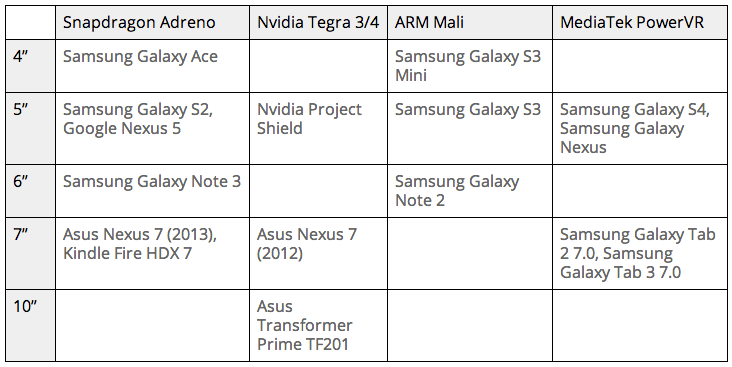 Snapdragon Adreno Nvidia Tegra 3/4 ARM Mali MediaTek PowerVR
4” Samsung Galaxy Ace Samsung Galaxy S3
Mini
5” Samsung Galaxy S2, Nvidia Project Samsung Galaxy S3 Samsung Galaxy S4,
Google Nexus 5 Shield Samsung Galaxy
Nexus
6” Samsung Galaxy Note 3 Samsung Galaxy
Note 2
7” Asus Nexus 7 (2013), Asus Nexus 7 Samsung Galaxy Tab
Kindle Fire HDX 7 (2012) 2 7.0, Samsung
Galaxy Tab 3 7.0
10” Asus
Transformer
Prime TF201